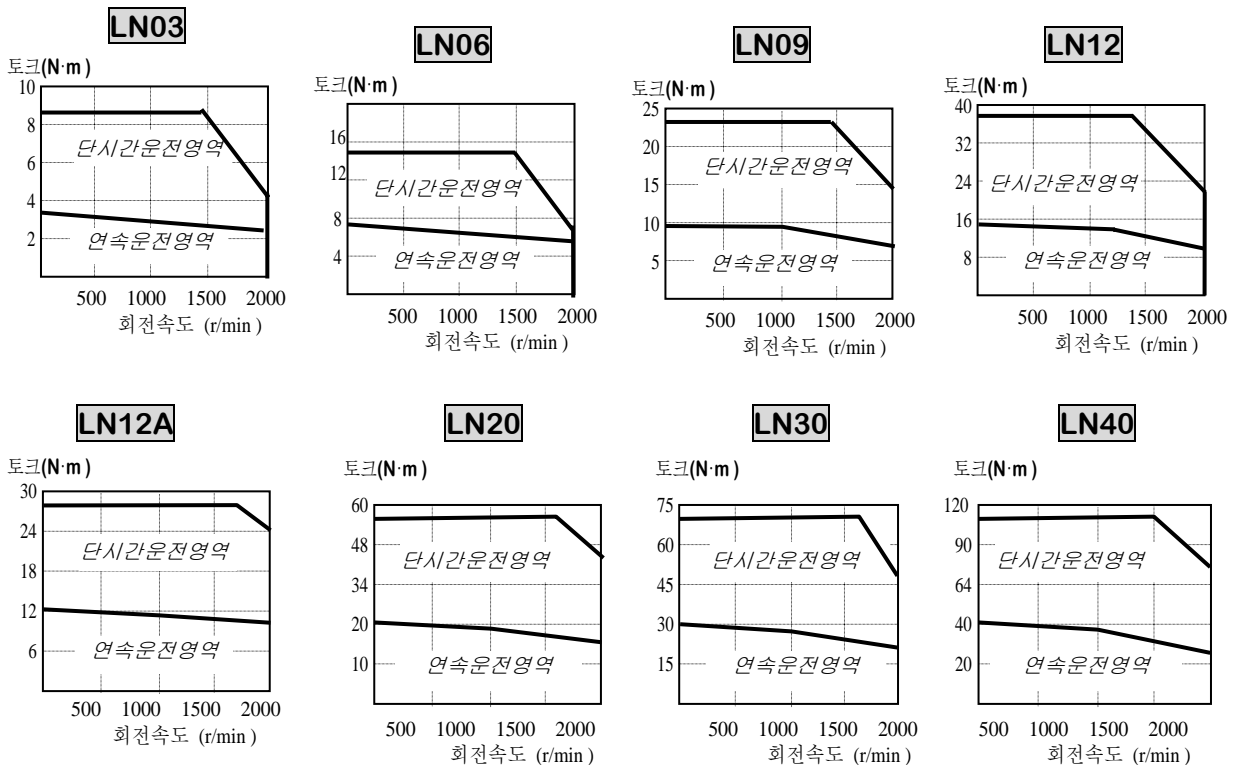 LN03
토크(N·m)
10
8
6
4
2
단시간운전영역
연속운전영역
500 1000 1500 2000
회전속도 (r/min)
LN06
토크(N·m)
16
12
8
4
단시간운전영역
연속운전영역
500 1000 1500 2000
회전속도 (r/min)
LN09
토크(N·m)
25
20
15
10
5
단시간운전영역
연속운전영역
500 1000 1500 2000
회전속도 (r/min)
LN12
토크(N·m)
40
32
24
16
8
단시간운전영역
연속운전영역
500 1000 1500 2000
회전속도 (r/min)
LN12A
토크(N·m)
30
24
18
12
6
단시간운전영역
연속운전영역
500 1000 1500 2000
회전속도 (r/min)
LN20
토크(N·m)
60
48
34
20
10
단시간운전영역
연속운전영역
500 1000 1500 2000
회전속도 (r/min)
LN30
토크(N·m)
75
60
45
30
15
단시간운전영역
연속운전영역
500 1000 1500 2000
회전속도 (r/min)
LN40
토크(N·m)
120
90
64
40
20
단시간운전영역
연속운전영역
500 1000 1500 2000
회전속도 (r/min)